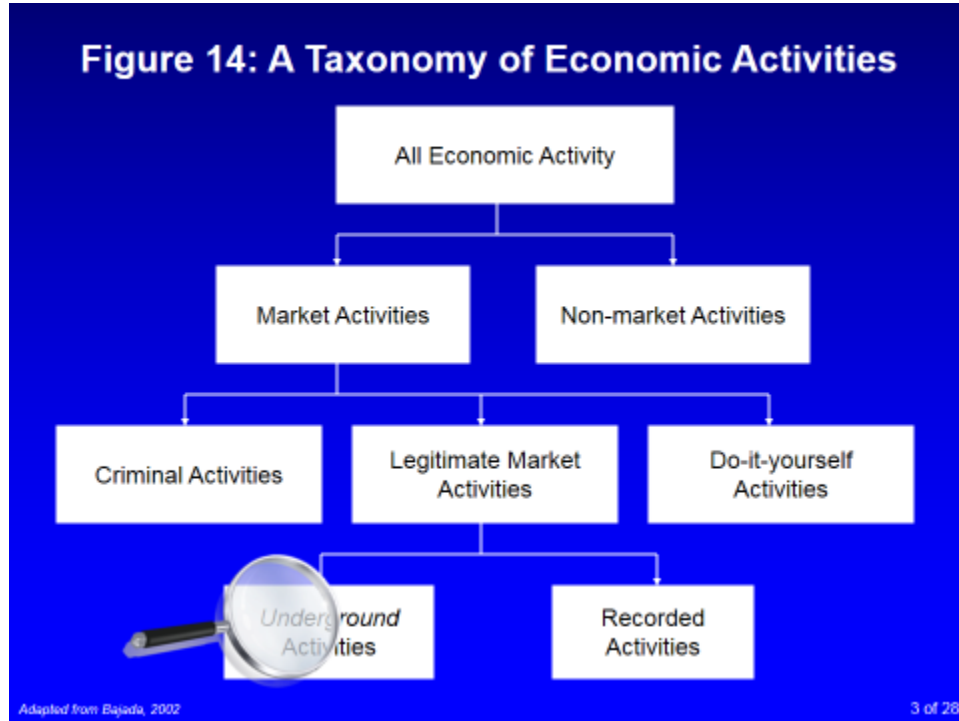 Figure 14: A Taxonomy of Economic Activities
All Economic Activity
Market Activities
Non-market Activities
Criminal Activities
Legitimate Market
Activities
Do-it-yourself
Activities
Underground
Activities
Recorded
Activities
Adapted from Bajada, 2002
3 of 28